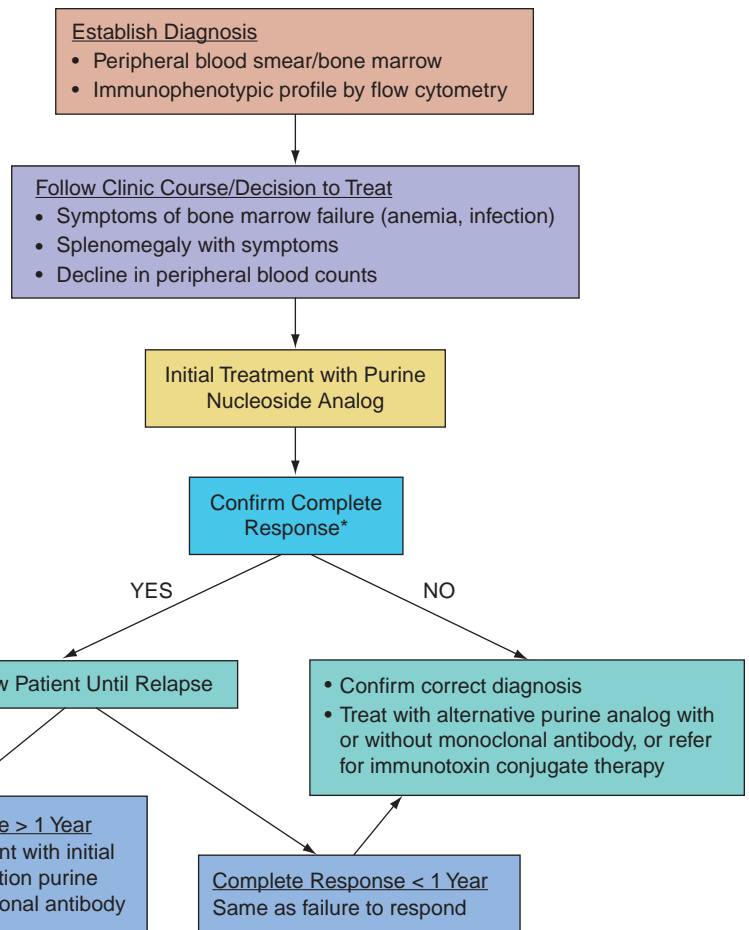 Establish Diagnosis
• Peripheral blood smear/bone marrow
• Immunophenotypic profile by flow cytometry
Follow Clinic Course/Decision to Treat
• Symptoms of bone marrow failure (anemia, infection)
• Splenomegaly with symptoms
• Decline in peripheral blood counts
Initial Treatment with Purine
Nucleoside Analog
Confirm Complete
Response*
YES
NO
Patient Until Relapse
• Confirm correct diagnosis
• Treat with alternative purine analog with
or without monoclonal antibody, or refer
for immunotoxin conjugate therapy
> 1 Year
with initial
purine
antibody
Complete Response < 1 Year
Same as failure to respond